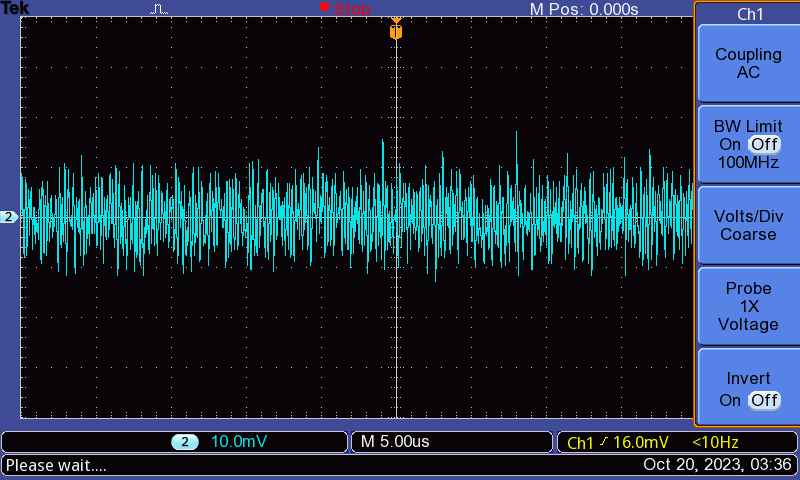 Tek Stop M Pos: 0.000s Ch1
T
Coupling
AC
BW Limit
On Off
100MHz
2
Volts/Div
Coarse
Probe
1X
Voltage
Invert
On Off
2 10.0mV M 5.00us Ch1 16.0mV <10Hz
Please wait.... Oct 20, 2023, 03:36